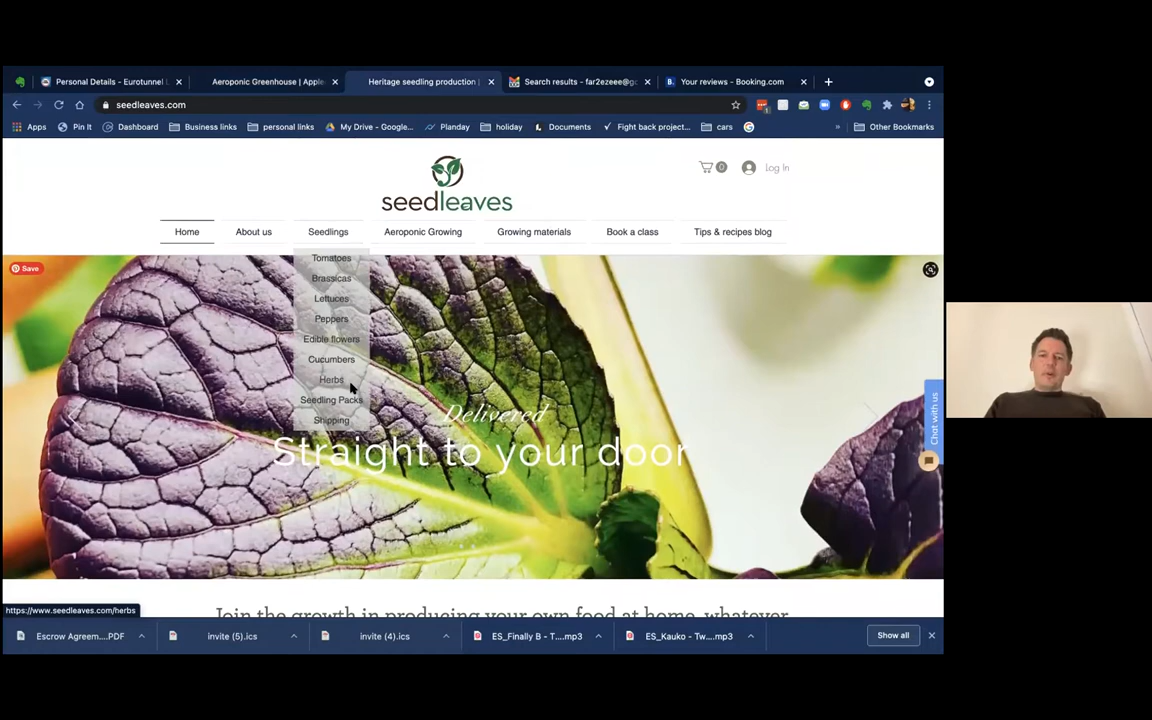 Personal Details - Eurotunnel
Aeroponic Greenhouse | Apple
Heritage seedling production |
Search results - far2ezeee@go
Your reviews - Booking.com
seedleaves.com
Apps
Pin It
Dashboard
Business links
personal links
My Drive - Google...
Planday
holiday
Documents
Fight back project...
cars
»
Other Bookmarks
seedleaves
0
Log In
Home
About us
Seedlings
Aeroponic Growing
Growing materials
Book a class
Tips & recipes blog
Save
Tomatoes
Brassicas
Lettuces
Peppers
Edible flowers
Cucumbers
Herbs
Seedling Packs
Shipping
Delivered
Straight to your door
Chat with us
https://www.seedleaves.com/herbs
Join the growth in producing your own food at home, whatever
Escrow Agreem....PDF
invite (5).ics
invite (4).ics
ES_Finally B - T....mp3
ES_Kauko - Tw....mp3
Show all